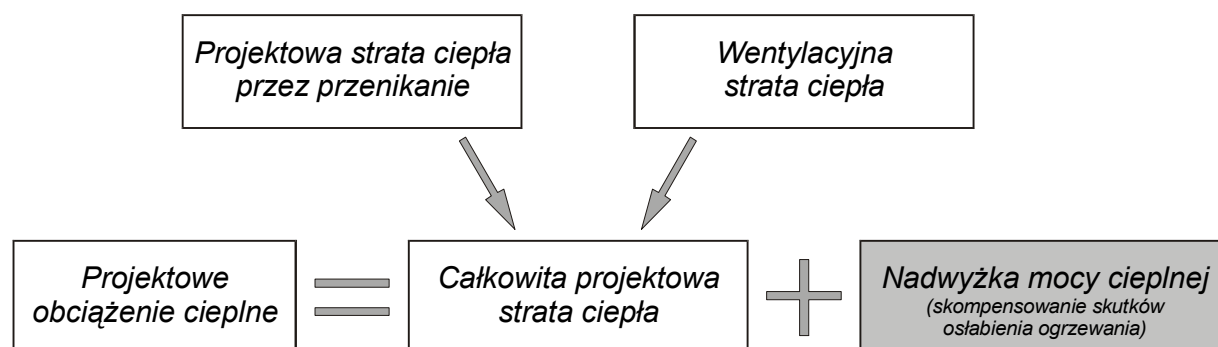 Projektowa strata ciepła
przez przenikanie
Wentylacyjna
strata ciepła
Projektowe
obciążenie cieplne
Całkowita projektowa
strata ciepła
Nadwyżka mocy cieplnej
(skompensowanie skutków
osłabienia ogrzewania)